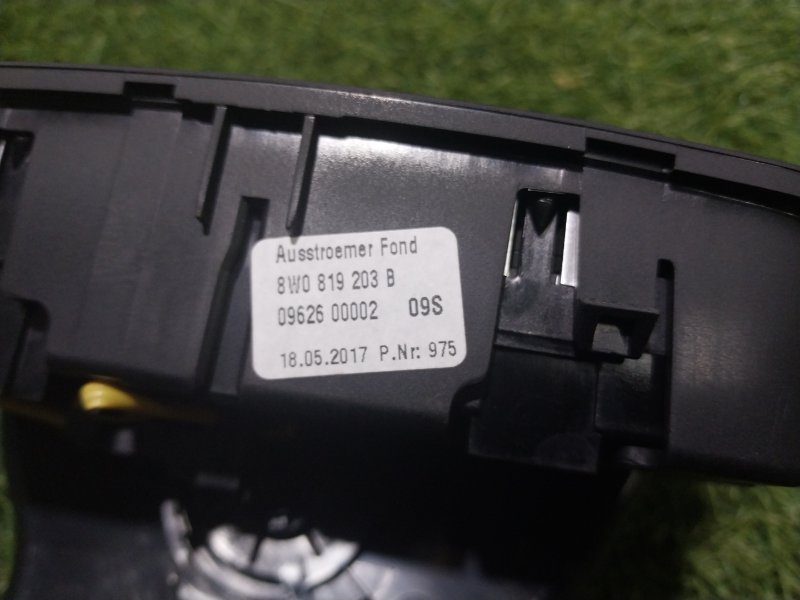 Ausstroemer Fond
8W0 819 203 B
09626 00002 09S
18.05.2017 P.Nr: 975